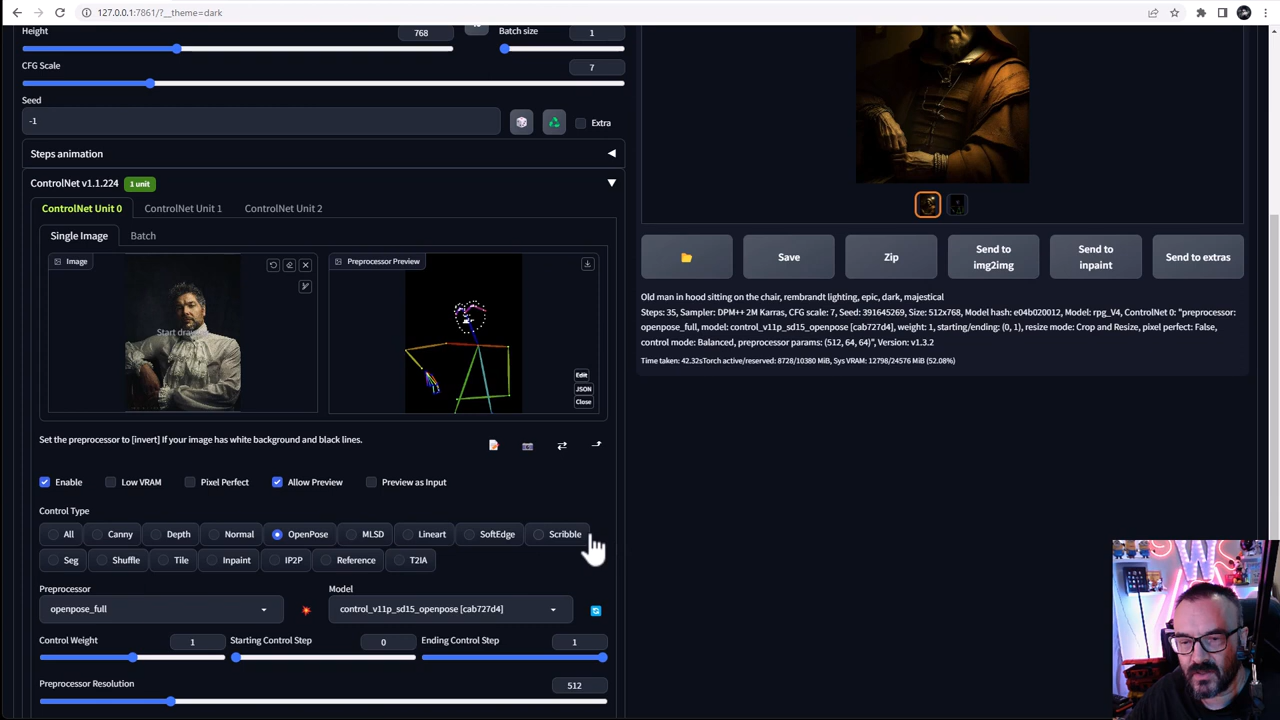 127.0.0.1:7861/?__theme=dark
Height
768
Batch size
1
CFG Scale
7
Seed
-1
Extra
Steps animation
ControlNet v1.1.224
1 unit
ControlNet Unit 0
ControlNet Unit 1
ControlNet Unit 2
Single Image
Batch
Image
Start drawing
Preprocessor Preview
Edit
JSON
Close
Set the preprocessor to [invert] If your image has white background and black lines.
Enable
Low VRAM
Pixel Perfect
Allow Preview
Preview as Input
Control Type
All
Canny
Depth
Normal
OpenPose
MLSD
Lineart
SoftEdge
Scribble
Seg
Shuffle
Tile
Inpaint
IP2P
Reference
T2IA
Preprocessor
Model
openpose_full
control_v11p_sd15_openpose [cab727d4]
Control Weight
1
Starting Control Step
0
Ending Control Step
1
Preprocessor Resolution
512
Save
Zip
Send to
img2img
Send to
inpaint
Send to extras
Old man in hood sitting on the chair, rembrandt lighting, epic, dark, majestical
Steps: 35, Sampler: DPM++ 2M Karras, CFG scale: 7, Seed: 391645269, Size: 512x768, Model hash: e04b020012, Model: rpg_V4, ControlNet 0: "preprocessor:
openpose_full, model: control_v11p_sd15_openpose [cab727d4], weight: 1, starting/ending: (0, 1), resize mode: Crop and Resize, pixel perfect: False,
control mode: Balanced, preprocessor params: (512, 64, 64)", Version: v1.3.2
Time taken: 42.32sTorch active/reserved: 8728/10380 MiB, Sys VRAM: 12798/24576 MiB (52.08%)